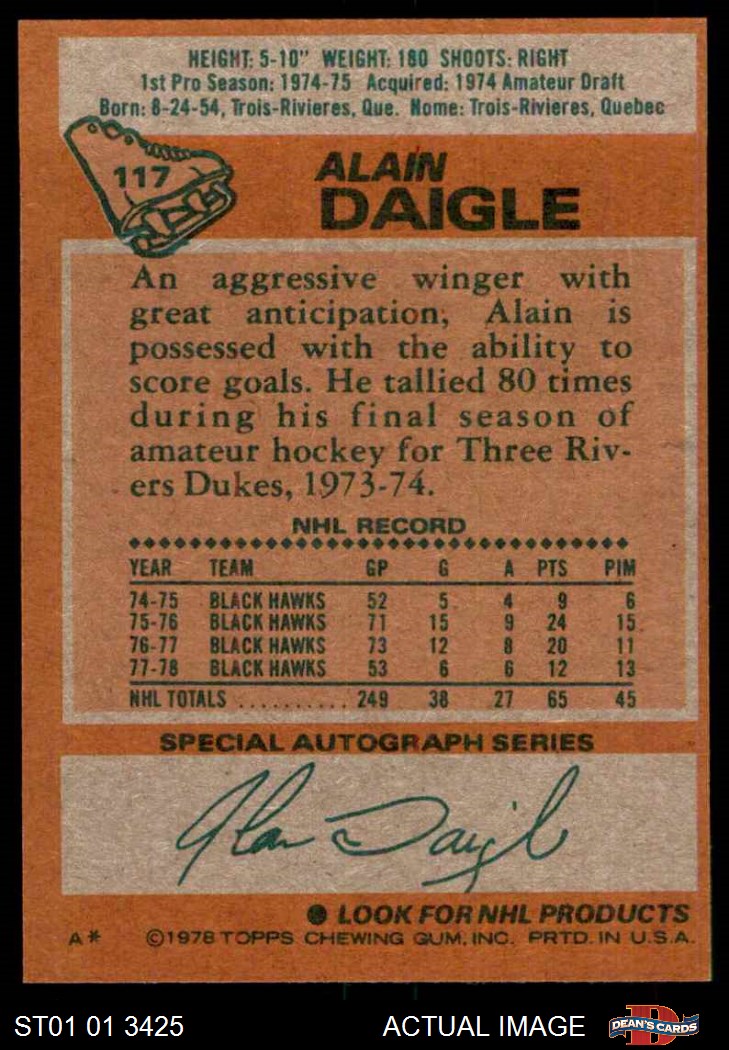 HEIGHT: 5-10" WEIGHT: 180 SHOOTS: RIGHT
1st Pro Season: 1974-75 Acquired: 1974 Amateur Draft
Born: 8-24-54, Trois-Rivieres, Que. Home: Trois-Rivieres, Quebec
117
ALAIN
DAIGLE
An aggressive winger with
great anticipation, Alain is
possessed with the ability to
score goals. He tallied 80 times
during his final season of
amateur hockey for Three Riv-
ers Dukes, 1973-74.
NHL RECORD
YEAR TEAM GP G A PTS PIM
74-75 BLACK HAWKS 52 5 4 9 6
75-76 BLACK HAWKS 71 15 9 24 15
76-77 BLACK HAWKS 73 12 8 20 11
77-78 BLACK HAWKS 53 6 6 12 13
NHL TOTALS .......... 249 38 27 65 45
SPECIAL AUTOGRAPH SERIES
Alain Daigle
LOOK FOR NHL PRODUCTS
A* ©1978 TOPPS CHEWING GUM, INC. PRTD. IN U.S.A.
ST01 01 3425 ACTUAL IMAGE DEAN'S CARDS